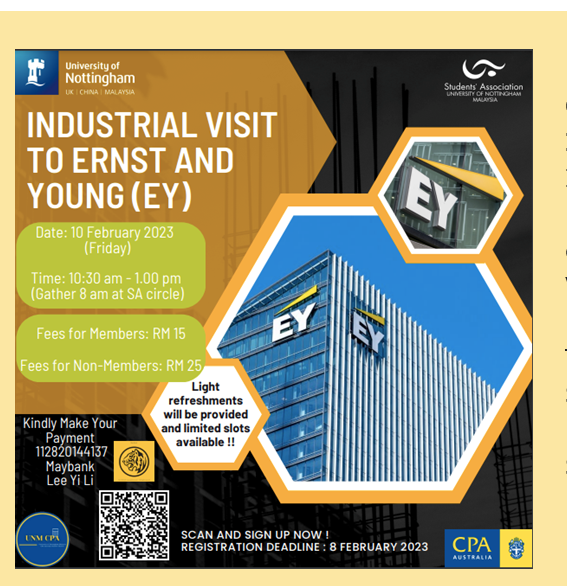 University of
Nottingham
UK | CHINA | MALAYSIA
Students' Association
UNIVERSITY OF NOTTINGHAM
MALAYSIA
INDUSTRIAL VISIT
TO ERNST AND
YOUNG (EY)
EY
Date: 10 February 2023
(Friday)
Time: 10:30 am - 1.00 pm
(Gather 8 am at SA circle)
EY
EY
Fees for Members: RM 15
Fees for Non-Members: RM 25
Light
refreshments
will be provided
and limited slots
available !!
Kindly Make Your
Payment
112820144137
Maybank
Lee Yi Li
UNM CPA
SCAN AND SIGN UP NOW !
REGISTRATION DEADLINE : 8 FEBRUARY 2023
CPA
AUSTRALIA